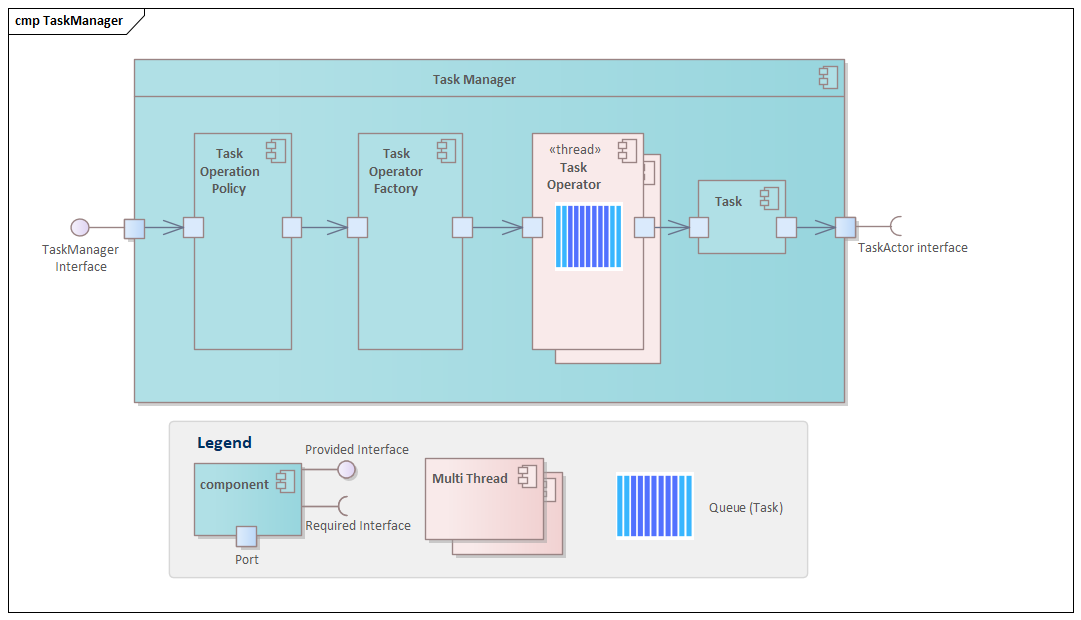 cmp TaskManager
Task Manager
Task
Operation
Policy
Task
Operator
Factory
«thread»
Task
Operator
Task
TaskManager
Interface
TaskActor interface
Legend
Provided Interface
component
Required Interface
Port
Multi Thread
Queue (Task)